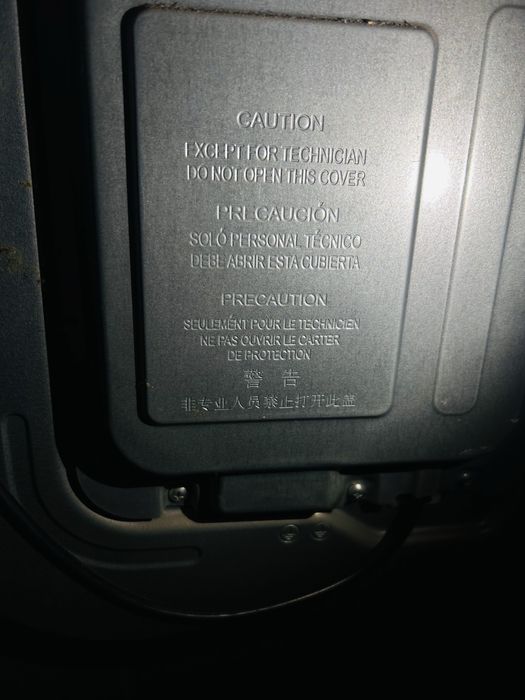 CAUTION
EXCEPT FOR TECHNICIAN
DO NOT OPEN THIS COVER
PRECAUCIÓN
SOLÓ PERSONAL TÉCNICO
DEBE ABRIR ESTA CUBIERTA
PRECAUTION
SEULEMÉNT POUR LE TECHNICIEN
NE PAS OUVRIR LE CARTER
DE PROTECTION
警 告
非专业人员禁止打开此盖